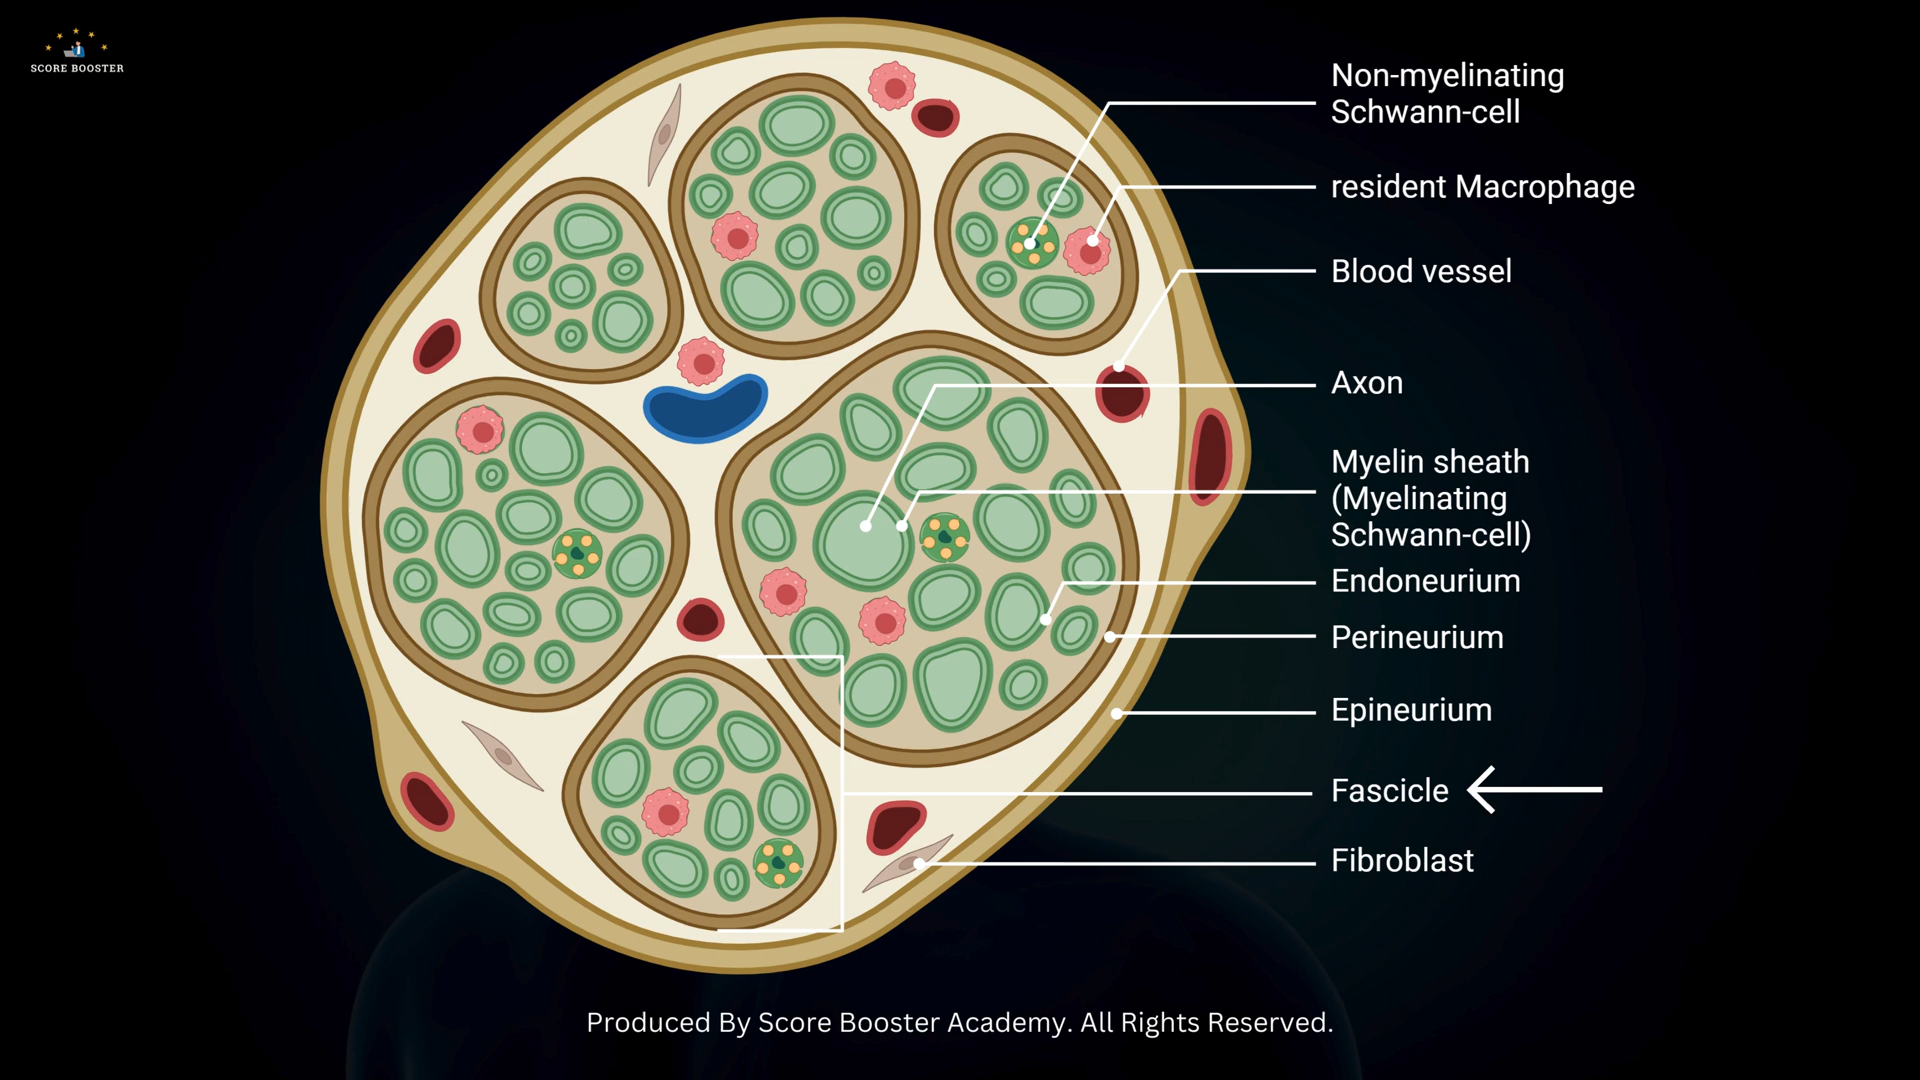 SCORE BOOSTER
Non-myelinating
Schwann-cell
resident Macrophage
Blood vessel
Axon
Myelin sheath
(Myelinating
Schwann-cell)
Endoneurium
Perineurium
Epineurium
Fascicle
Fibroblast
Produced By Score Booster Academy. All Rights Reserved.